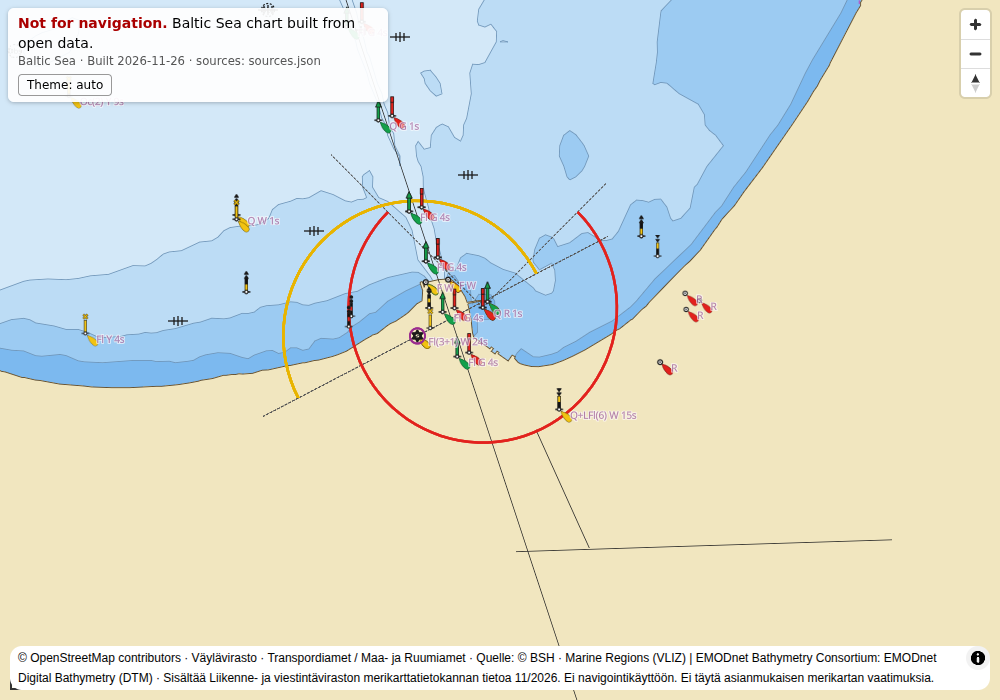 Not for navigation. Baltic Sea chart built from
open data.
Baltic Sea · Built 2026-11-26 · sources: sources.json
Theme: auto
Q G 1s
Fl G 4s
Q W 1s
Fl G 4s
F W
R
R
Q R 1s
R
Fl G 4s
Fl Y 4s
Fl(3+1) W 24s
Fl G 4s
R
Q+LFl(6) W 15s
© OpenStreetMap contributors · Väylävirasto · Transpordiamet / Maa- ja Ruumiamet · Quelle: © BSH · Marine Regions (VLIZ) | EMODnet Bathymetry Consortium: EMODnet
Digital Bathymetry (DTM) · Sisältää Liikenne- ja viestintäviraston merikarttatietokannan tietoa 11/2026. Ei navigointikäyttöön. Ei täytä asianmukaisen merikartan vaatimuksia.